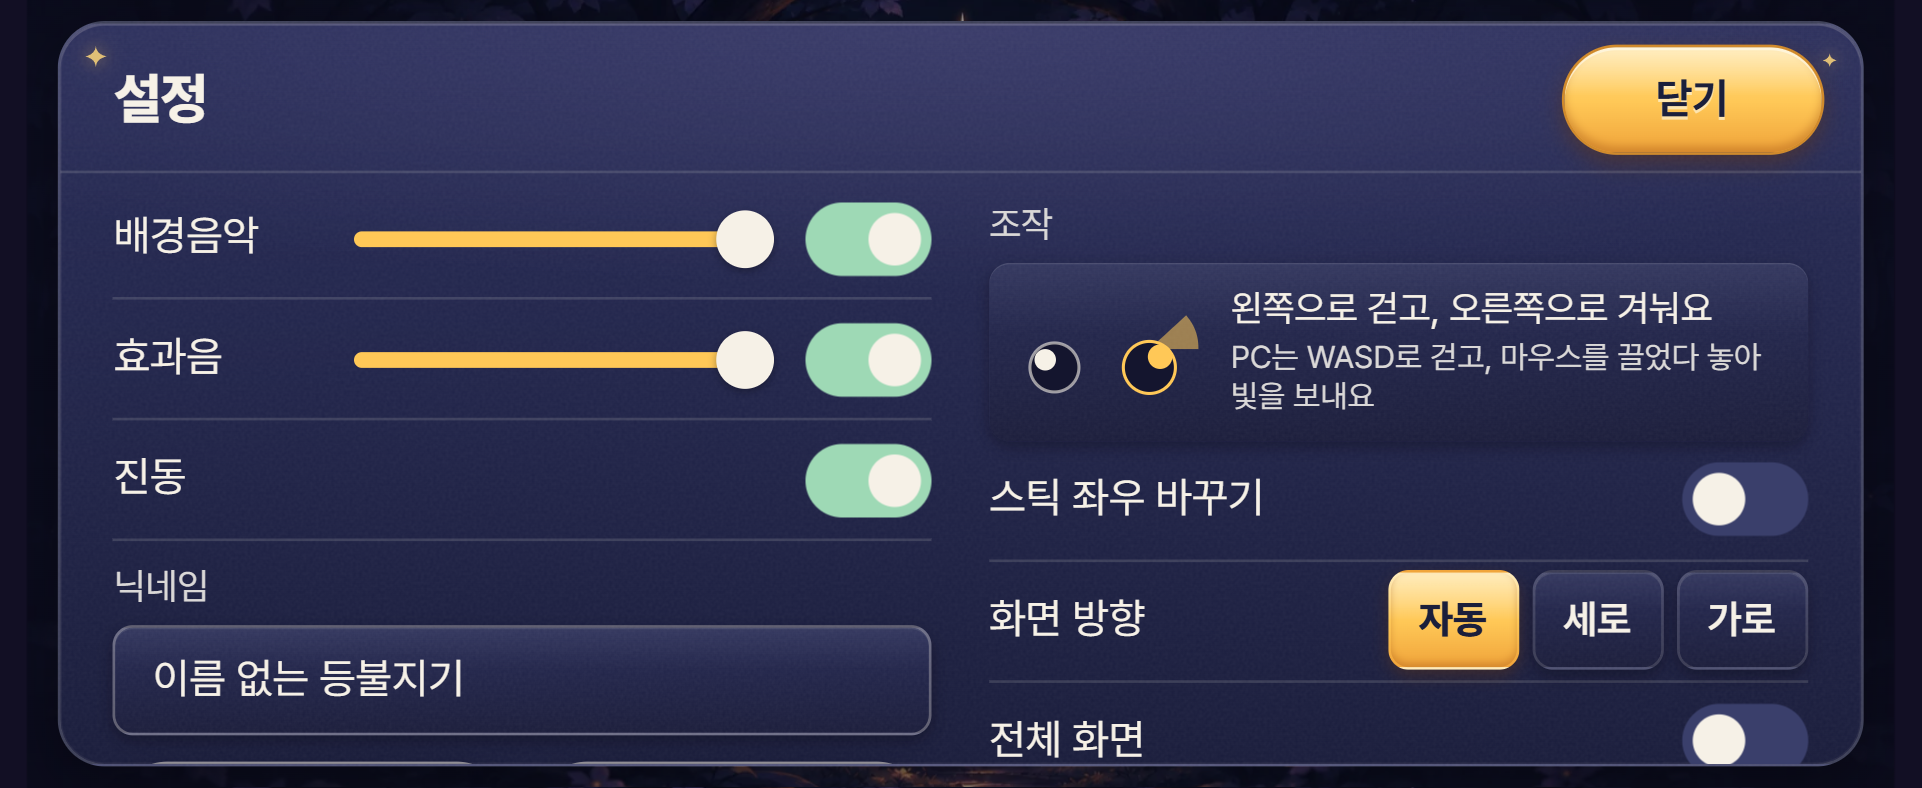 설정
닫기
배경음악
효과음
진동
닉네임
이름 없는 등불지기
조작
왼쪽으로 걷고, 오른쪽으로 겨눠요
PC는 WASD로 걷고, 마우스를 끌었다 놓아
빛을 보내요
스틱 좌우 바꾸기
화면 방향
자동
세로
가로
전체 화면